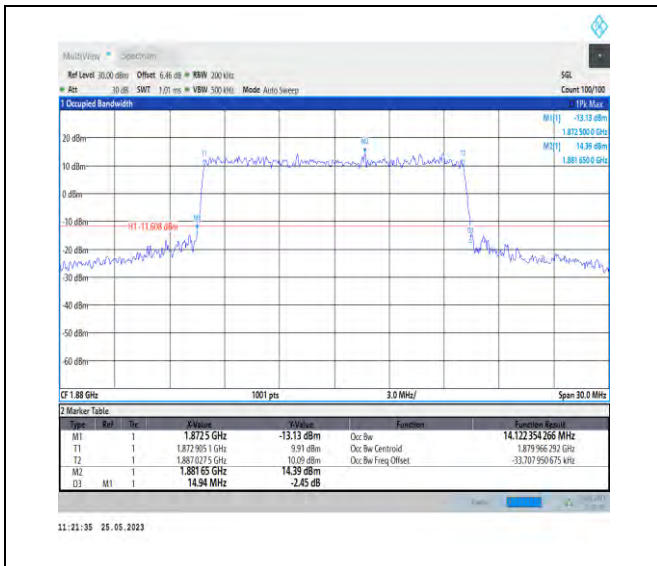 MultiView Spectrum
Ref Level 30.00 dBm Offset 6.46 dB RBW 200 kHz SGL
Att 30 dB SWT 1.01 ms VBW 500 kHz Mode Auto Sweep Count 100/100
1 Occupied Bandwidth 1Pk Max
M1[1] -13.13 dBm
1.872 500 0 GHz
M2[1] 14.39 dBm
1.881 650 0 GHz
20 dBm
M2
T1
T2
10 dBm
0 dBm
-10 dBm
M1
H1 -11.608 dBm
-20 dBm
-30 dBm
-40 dBm
-50 dBm
-60 dBm
CF 1.88 GHz 1001 pts 3.0 MHz/ Span 30.0 MHz
2 Marker Table
Type Ref Trc X-Value Y-Value Function Function Result
M1 1 1.872 5 GHz -13.13 dBm Occ Bw 14.122 354 266 MHz
T1 1 1.872 905 1 GHz 9.91 dBm Occ Bw Centroid 1.879 966 292 GHz
T2 1 1.887 027 5 GHz 10.09 dBm Occ Bw Freq Offset -33.707 950 675 kHz
M2 1 1.881 65 GHz 14.39 dBm
D3 M1 1 14.94 MHz -2.45 dB
11:21:35 25.05.2023